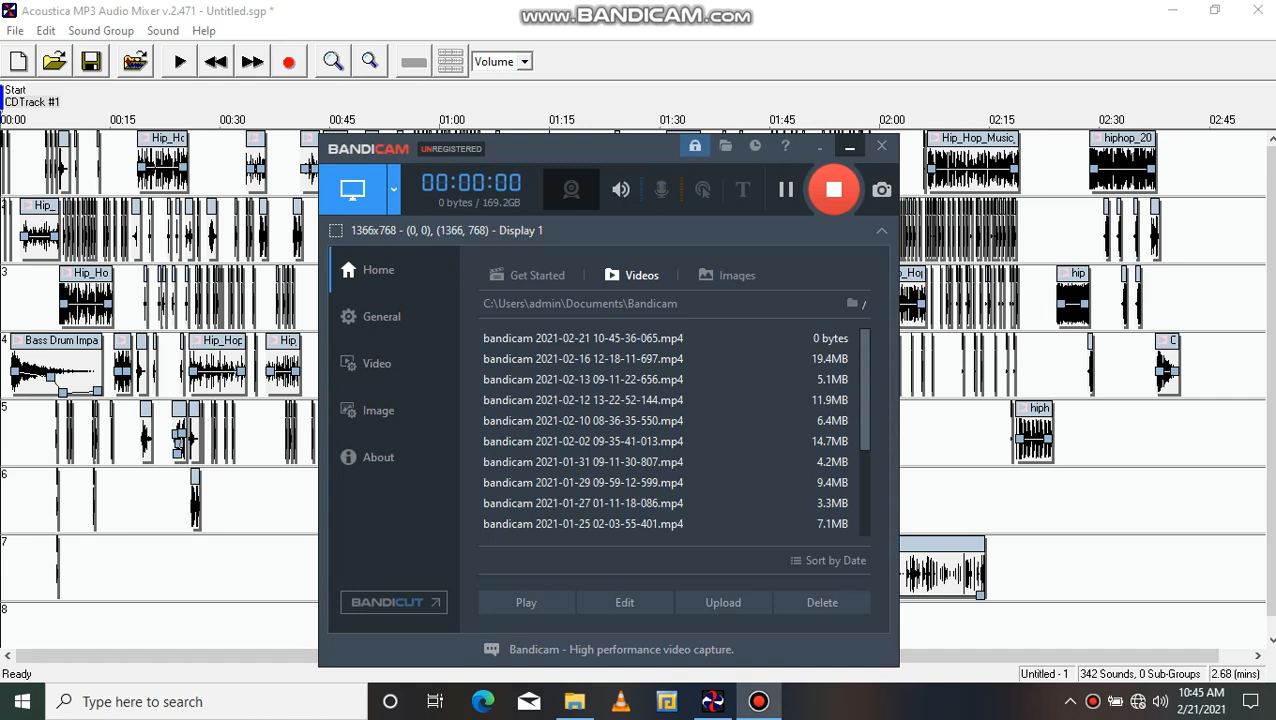 Acoustica MP3 Audio Mixer v.2.471 - Untitled.sgp *
www.BANDICAM.com
File Edit Sound Group Sound Help
Volume
Start
CDTrack #1
00:00 00:15 00:30 00:45 01:00 01:15 01:30 01:45 02:00 02:15 02:30 02:45
Hip_Hc
Hip_Hop_Music_
hiphop_20
BANDICAM UNREGISTERED
?
00:00:00
0 bytes / 169.2GB
T
2
Hip_
1366x768 - (0, 0), (1366, 768) - Display 1
3
Hip_Ho
hip
Home
Get Started
Videos
Images
C:\Users\admin\Documents\Bandicam
/
General
Video
Image
About
bandicam 2021-02-21 10-45-36-065.mp4 0 bytes
bandicam 2021-02-16 12-18-11-697.mp4 19.4MB
bandicam 2021-02-13 09-11-22-656.mp4 5.1MB
bandicam 2021-02-12 13-22-52-144.mp4 11.9MB
bandicam 2021-02-10 08-36-35-550.mp4 6.4MB
bandicam 2021-02-02 09-35-41-013.mp4 14.7MB
bandicam 2021-01-31 09-11-30-807.mp4 4.2MB
bandicam 2021-01-29 09-59-12-599.mp4 9.4MB
bandicam 2021-01-27 01-11-18-086.mp4 3.3MB
bandicam 2021-01-25 02-03-55-401.mp4 7.1MB
4
Bass Drum Impa
Hip_Hop
Hip
5
hiph
6
7
8
Sort by Date
BANDICUT
Play Edit Upload Delete
Bandicam - High performance video capture.
Ready
Untitled - 1
342 Sounds, 0 Sub-Groups
2.68 (mins)
Type here to search
10:45 AM
2/21/2021